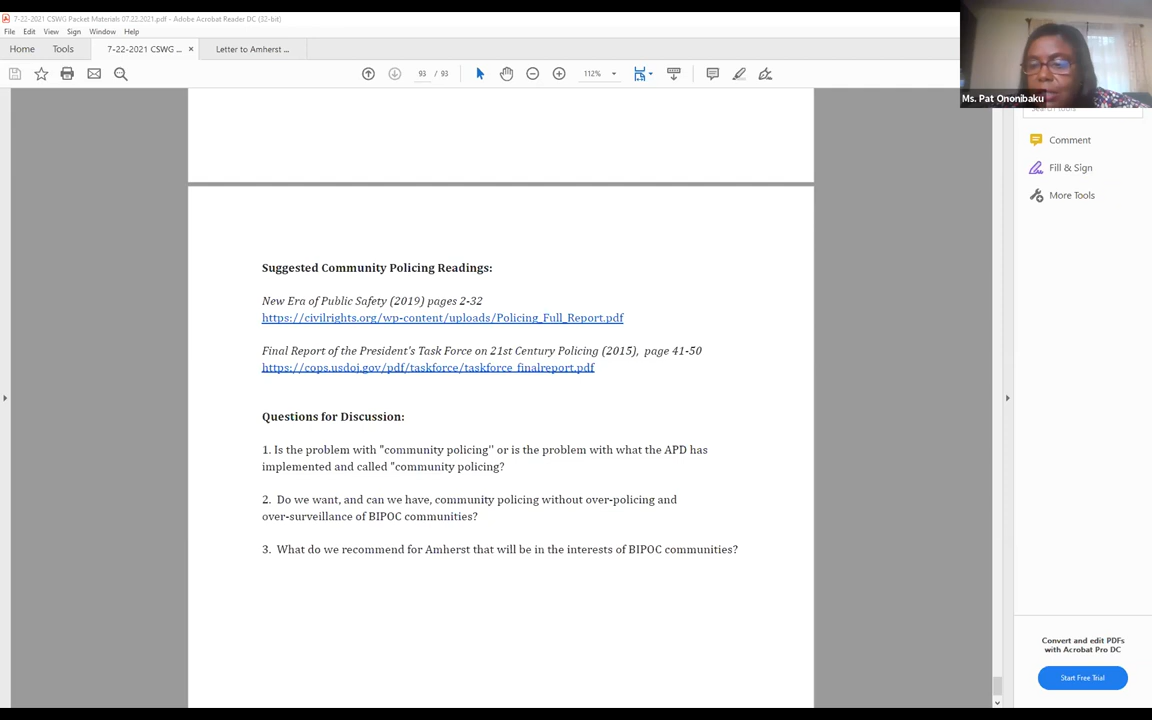 7-22-2021 CSWG Packet Materials 07.22.2021.pdf - Adobe Acrobat Reader DC (32-bit)
File Edit View Sign Window Help
Home Tools 7-22-2021 CSWG ... × Letter to Amherst ...
93 / 93 112%
Ms. Pat Ononibaku
Search Tools
Comment
Fill & Sign
More Tools
Suggested Community Policing Readings:
New Era of Public Safety (2019) pages 2-32
https://civilrights.org/wp-content/uploads/Policing_Full_Report.pdf
Final Report of the President's Task Force on 21st Century Policing (2015), page 41-50
https://cops.usdoj.gov/pdf/taskforce/taskforce_finalreport.pdf
Questions for Discussion:
1. Is the problem with "community policing" or is the problem with what the APD has
implemented and called "community policing?
2. Do we want, and can we have, community policing without over-policing and
over-surveillance of BIPOC communities?
3. What do we recommend for Amherst that will be in the interests of BIPOC communities?
Convert and edit PDFs
with Acrobat Pro DC
Start Free Trial